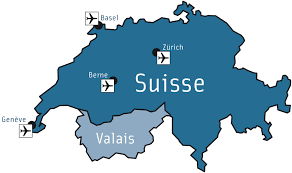 Basel
Zürich
Berne
Suisse
Genève
Valais